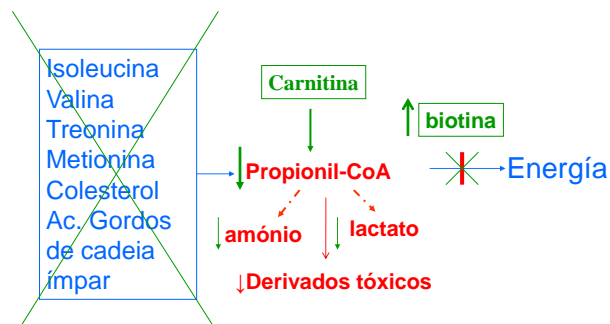 Isoleucina
Valina
Treonina
Metionina
Colesterol
Ac. Gordos
de cadeia
ímpar
Carnitina
biotina
Propionil-CoA
Energía
amónio
lactato
↓Derivados tóxicos